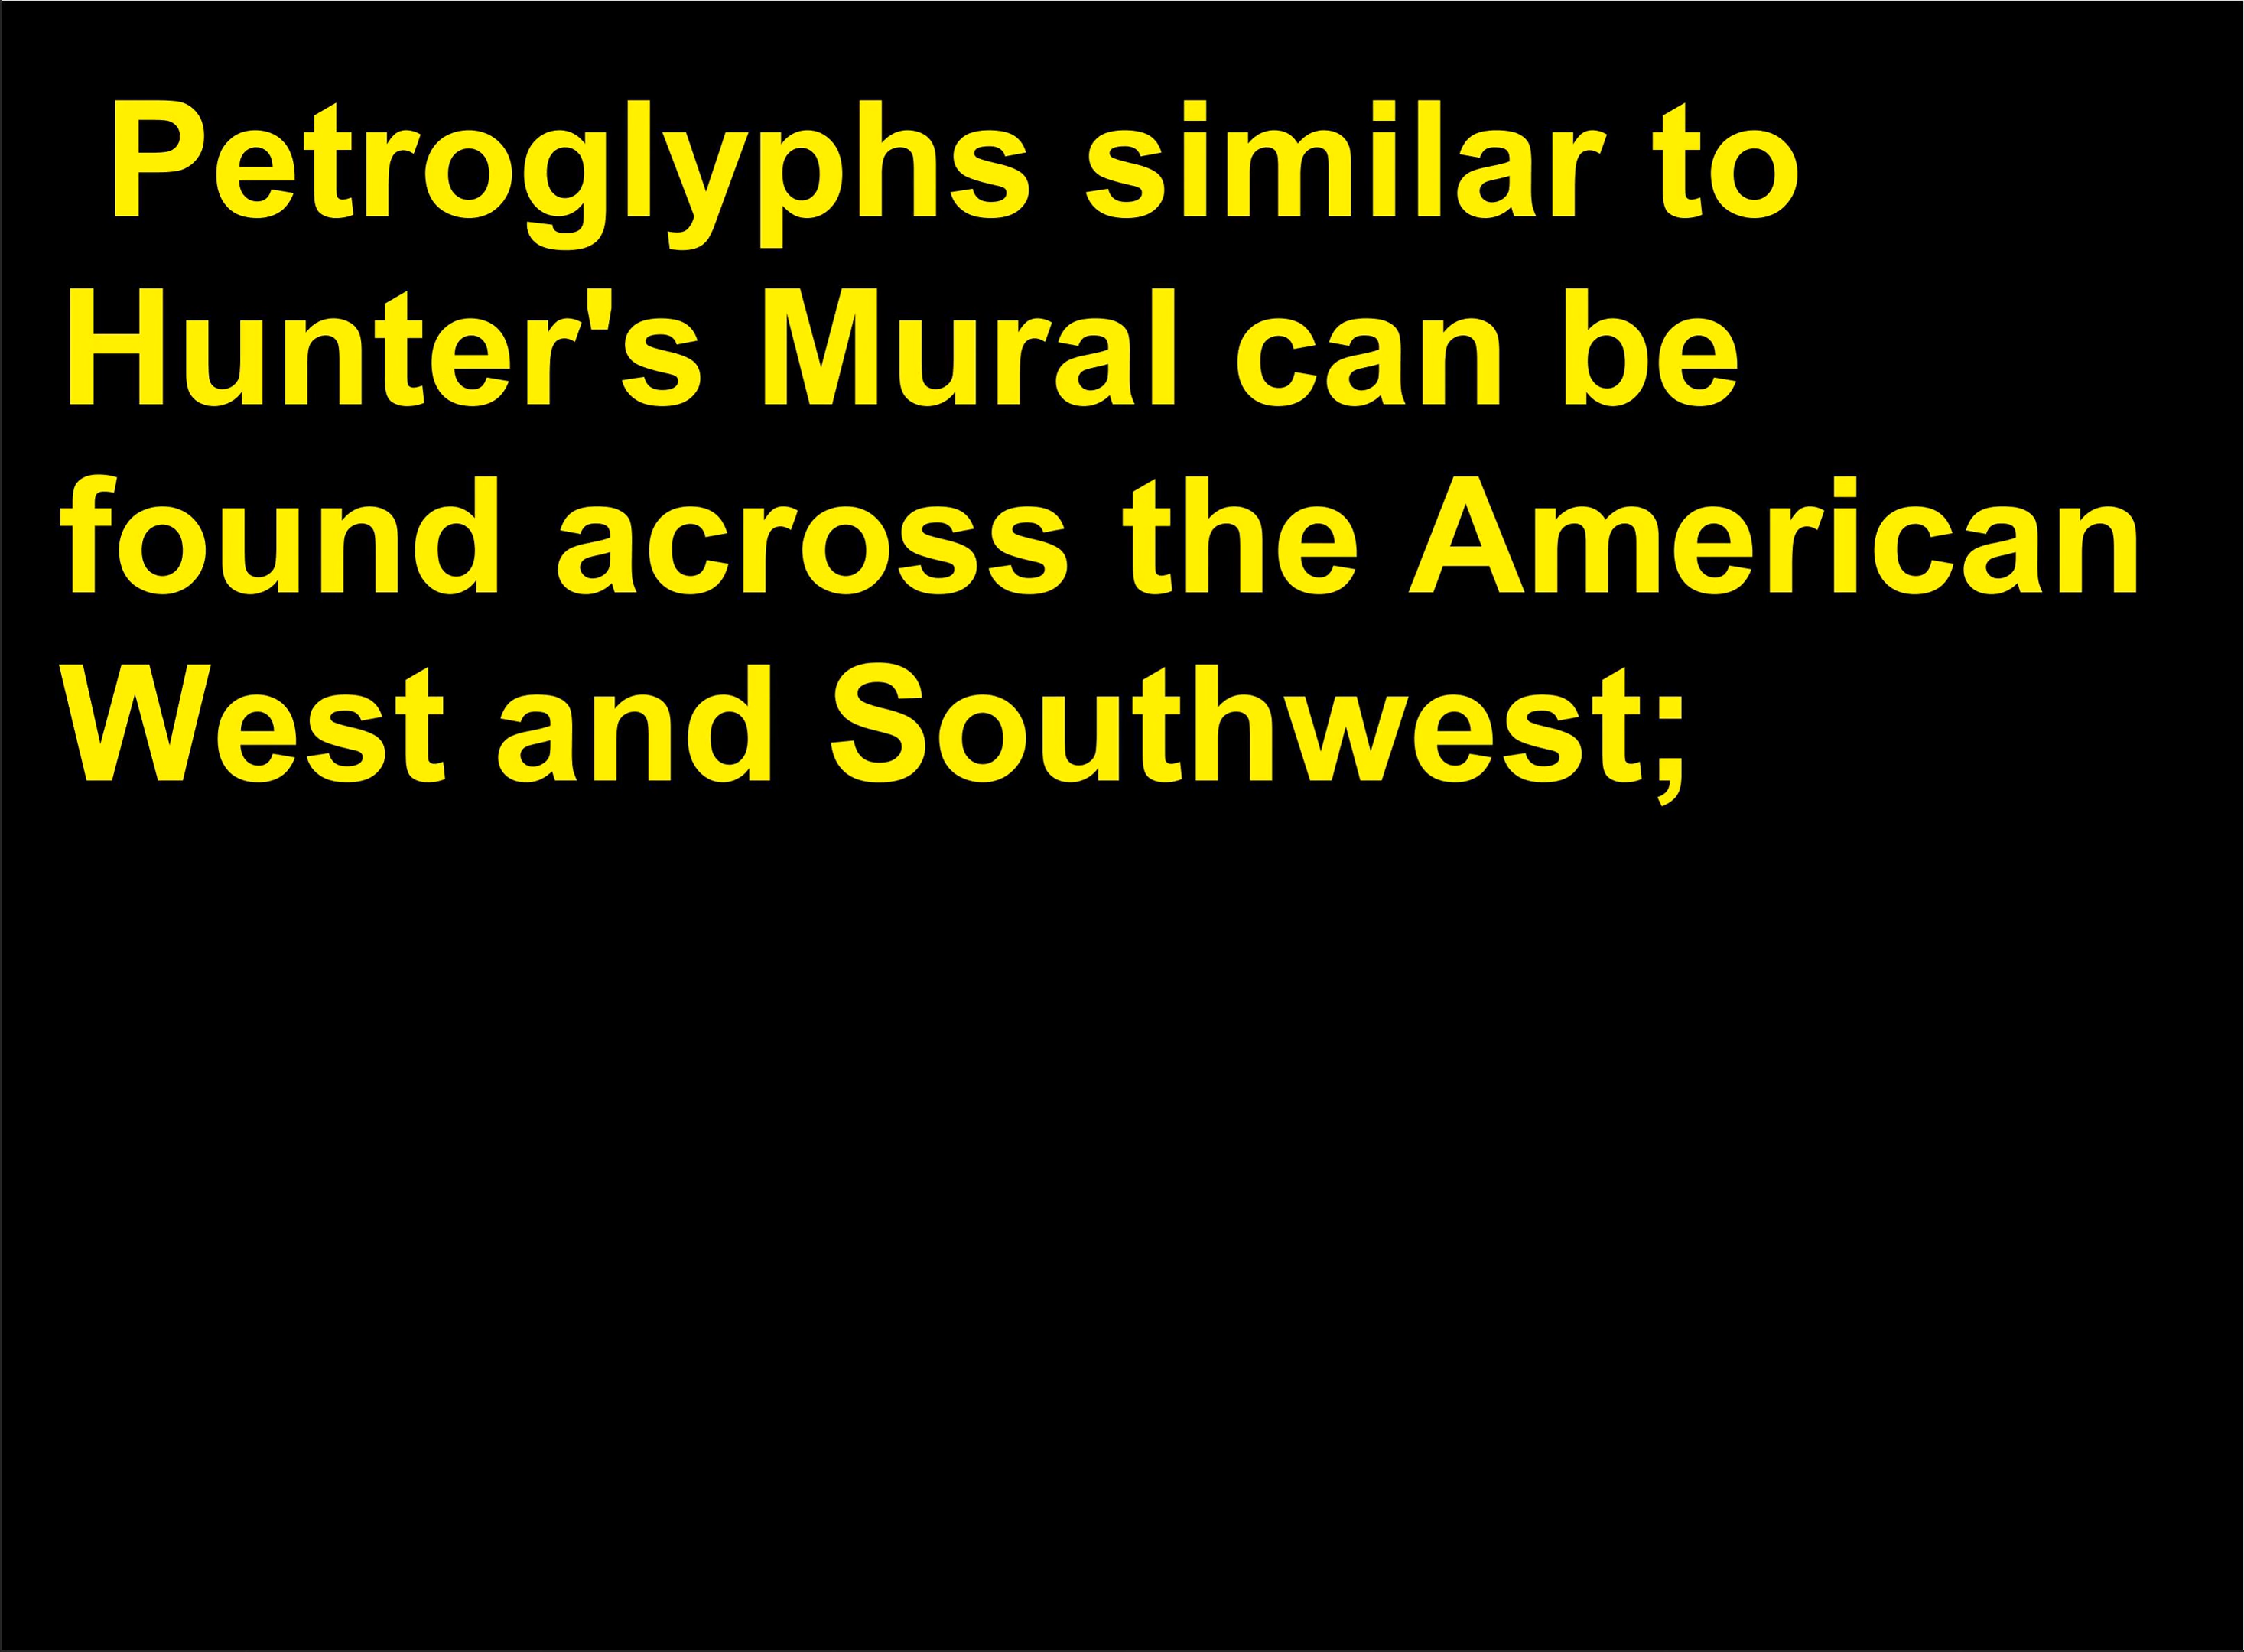 Petroglyphs similar to
Hunter's Mural can be
found across the American
West and Southwest;